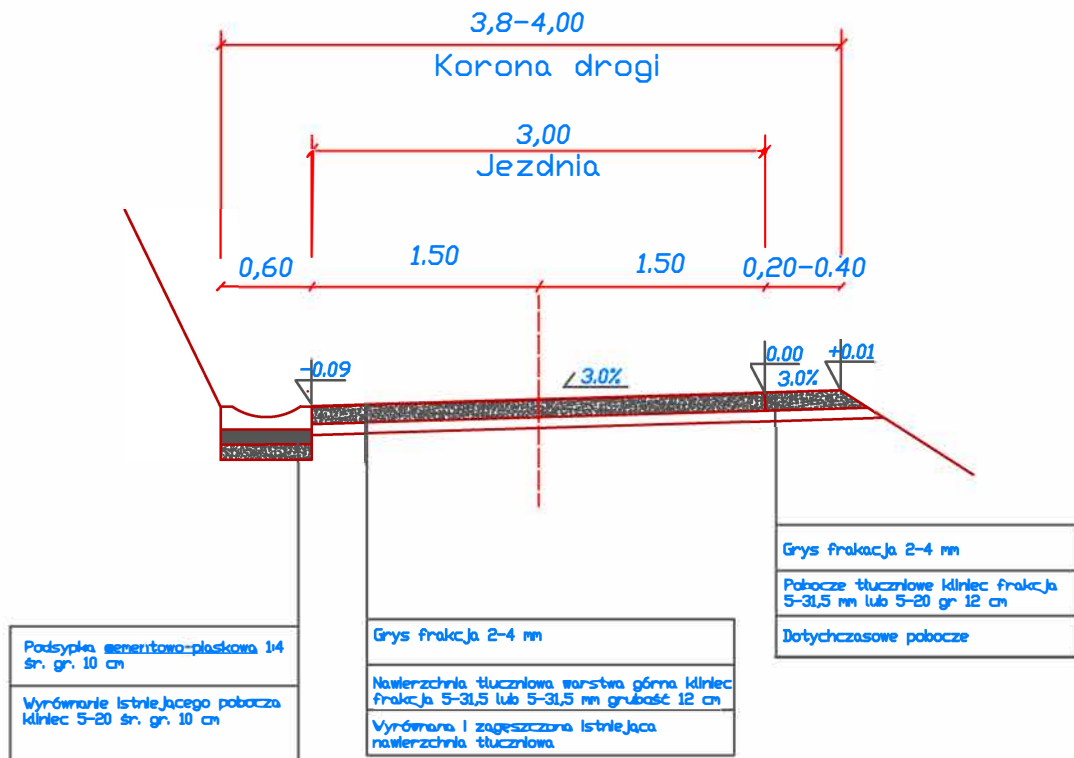 3,8-4,00
Korona drogi
3,00
Jezdnia
0,60
1.50
1.50
0,20-0.40
-0.09
3.0%
0.00
+0.01
3.0%
Grys frakacja 2-4 mm
Pobocze tłuczniowe kliniec frakcja
5-31,5 mm lub 5-20 gr 12 cm
Dotychczasowe pobocze
Grys frakcja 2-4 mm
Nawierzchnia tłuczniowa warstwa górna kliniec
frakcja 5-31,5 lub 5-31,5 mm grubość 12 cm
Wyrównana i zagęszczona istniejąca
nawierzchnia tłuczniowa
Podsypka 1:4
śr. gr. 10 cm
Wyrównanie istniejącego pobocza
kliniec 5-20 śr. gr. 10 cm